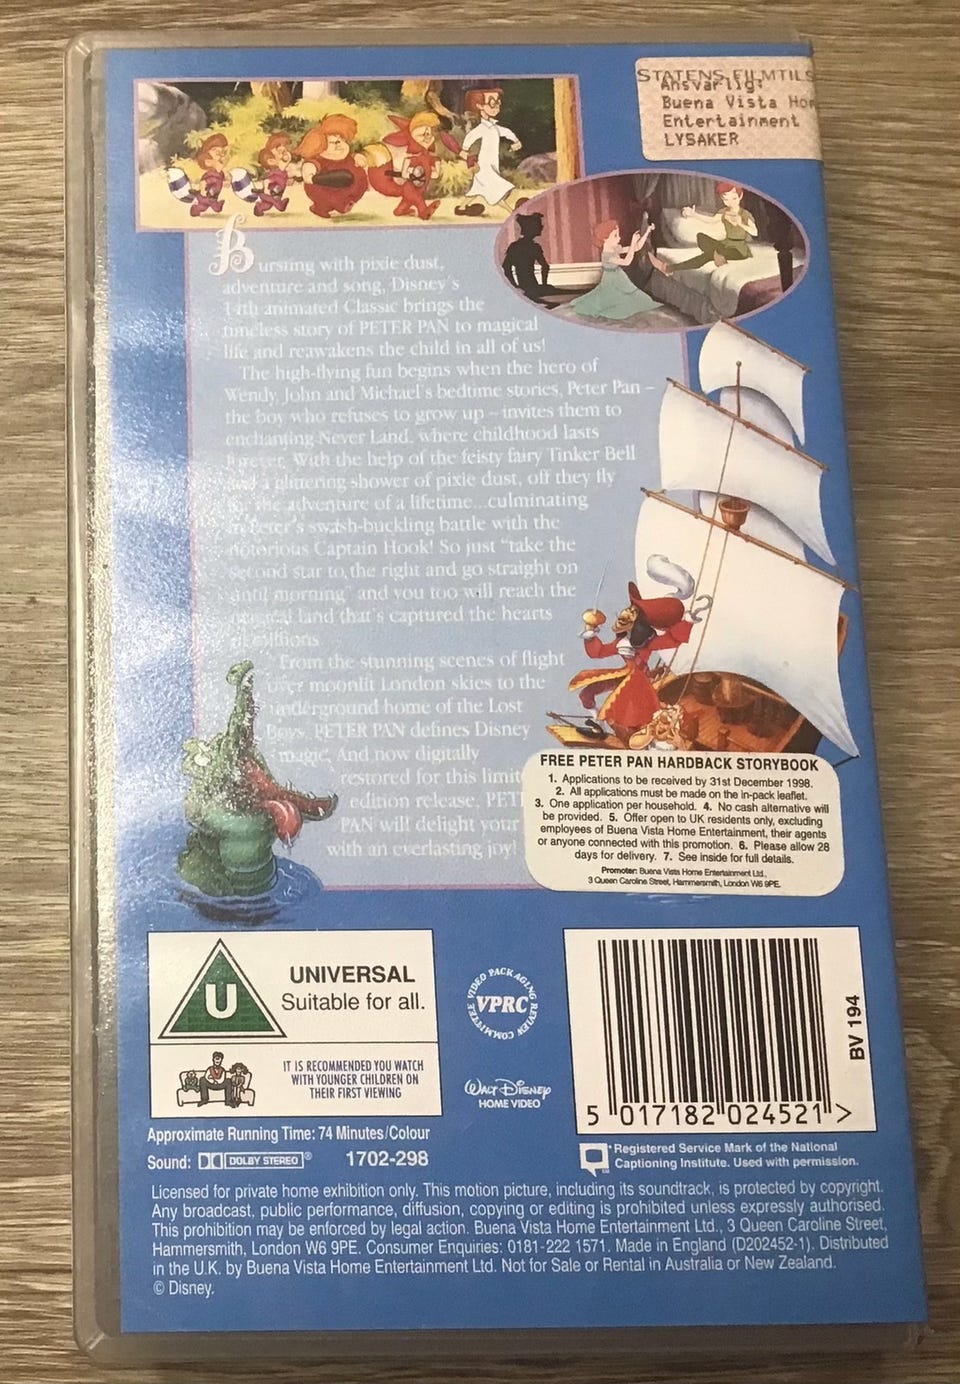 STATENS FILMTILS
Ansvarlig:
Buena Vista Hom
Entertainment
LYSAKER
Bursting with pixie dust,
adventure and song, Disney's
14th animated Classic brings the
timeless story of PETER PAN to magical
life and reawakens the child in all of us!
The high-flying fun begins when the hero of
Wendy, John and Michael's bedtime stories, Peter Pan –
the boy who refuses to grow up – invites them to
enchanting Never Land, where childhood lasts
forever. With the help of the feisty fairy Tinker Bell
and a glittering shower of pixie dust, off they fly
the adventure of a lifetime...culminating
in Peter's swash-buckling battle with the
notorious Captain Hook! So just "take the
second star to the right and go straight on
until morning" and you too will reach the
magical land that's captured the hearts
of millions
From the stunning scenes of flight
over moonlit London skies to the
underground home of the Lost
Boys, PETER PAN defines Disney
magic. And now digitally
restored for this limit
edition release, PET
PAN will delight your
with an everlasting joy!
FREE PETER PAN HARDBACK STORYBOOK
1. Applications to be received by 31st December 1998.
2. All applications must be made on the in-pack leaflet.
3. One application per household. 4. No cash alternative will
be provided. 5. Offer open to UK residents only, excluding
employees of Buena Vista Home Entertainment, their agents
or anyone connected with this promotion. 6. Please allow 28
days for delivery. 7. See inside for full details.
Promoter: Buena Vista Home Entertainment Ltd.,
3 Queen Caroline Street, Hammersmith, London W6 9PE.
U
UNIVERSAL
Suitable for all.
IT IS RECOMMENDED YOU WATCH
WITH YOUNGER CHILDREN ON
THEIR FIRST VIEWING
VIDEO PACKAGING REVIEW COMMITTEE
VPRC
WALT DISNEY
HOME VIDEO
5 017182 024521 >
BV 194
Approximate Running Time: 74 Minutes/Colour
Sound: DOLBY STEREO ® 1702-298
* Registered Service Mark of the National
Captioning Institute. Used with permission.
Licensed for private home exhibition only. This motion picture, including its soundtrack, is protected by copyright.
Any broadcast, public performance, diffusion, copying or editing is prohibited unless expressly authorised.
This prohibition may be enforced by legal action. Buena Vista Home Entertainment Ltd., 3 Queen Caroline Street,
Hammersmith, London W6 9PE. Consumer Enquiries: 0181-222 1571. Made in England (D202452-1). Distributed
in the U.K. by Buena Vista Home Entertainment Ltd. Not for Sale or Rental in Australia or New Zealand.
© Disney.